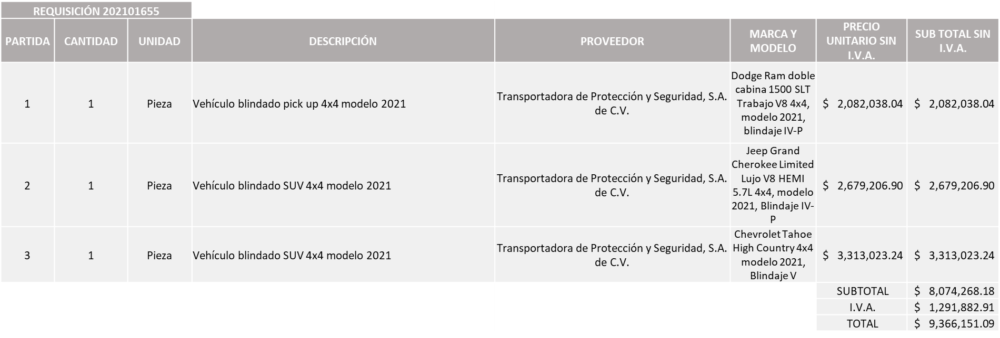 REQUISICIÓN 202101655
PARTIDA
CANTIDAD
UNIDAD
DESCRIPCIÓN
PROVEEDOR
MARCA Y
MODELO
PRECIO
UNITARIO SIN
I.V.A.
SUB TOTAL SIN
I.V.A.
1
1
Pieza
Vehículo blindado pick up 4x4 modelo 2021
Transportadora de Protección y Seguridad, S.A.
de C.V.
Dodge Ram doble
cabina 1500 SLT
Trabajo V8 4x4,
modelo 2021,
blindaje IV-P
$ 2,082,038.04
$ 2,082,038.04
2
1
Pieza
Vehículo blindado SUV 4x4 modelo 2021
Transportadora de Protección y Seguridad, S.A.
de C.V.
Jeep Grand
Cherokee Limited
Lujo V8 HEMI
5.7L 4x4, modelo
2021, Blindaje IV-
P
$ 2,679,206.90
$ 2,679,206.90
3
1
Pieza
Vehículo blindado SUV 4x4 modelo 2021
Transportadora de Protección y Seguridad, S.A.
de C.V.
Chevrolet Tahoe
High Country 4x4
modelo 2021,
Blindaje V
$ 3,313,023.24
$ 3,313,023.24
SUBTOTAL
$ 8,074,268.18
I.V.A.
$ 1,291,882.91
TOTAL
$ 9,366,151.09